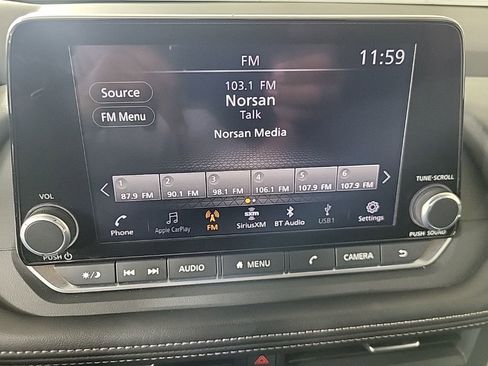 FM
11:59
Source
103.1 FM
Norsan
FM Menu
Talk
Norsan Media
1 2 3 4 5 6
87.9 FM 90.1 FM 98.1 FM 106.1 FM 107.9 FM 107.9 FM
VOL
TUNE·SCROLL
Phone
Apple CarPlay
FM
sxm
SiriusXM
BT Audio
USB1
Settings
PUSH
PUSH SOUND
AUDIO
MENU
CAMERA